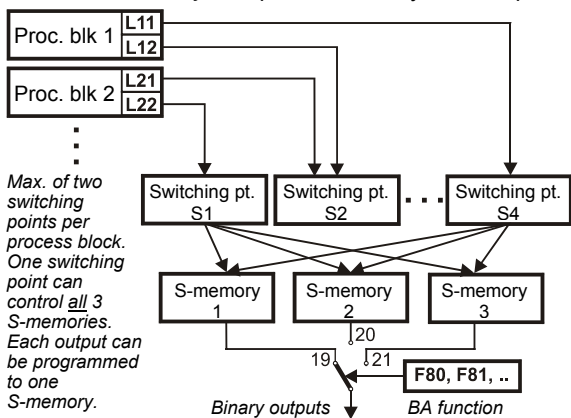 Proc. blk 1
L11
L12
Proc. blk 2
L21
L22
Max. of two
switching
points per
process block.
One switching
point can
control all 3
S-memories.
Each output can
be programmed
to one
S-memory.
Switching pt.
S1
Switching pt.
S2
Switching pt.
S4
S-memory
1
S-memory
2
S-memory
3
20
19
21
F80, F81, ..
Binary outputs
BA function